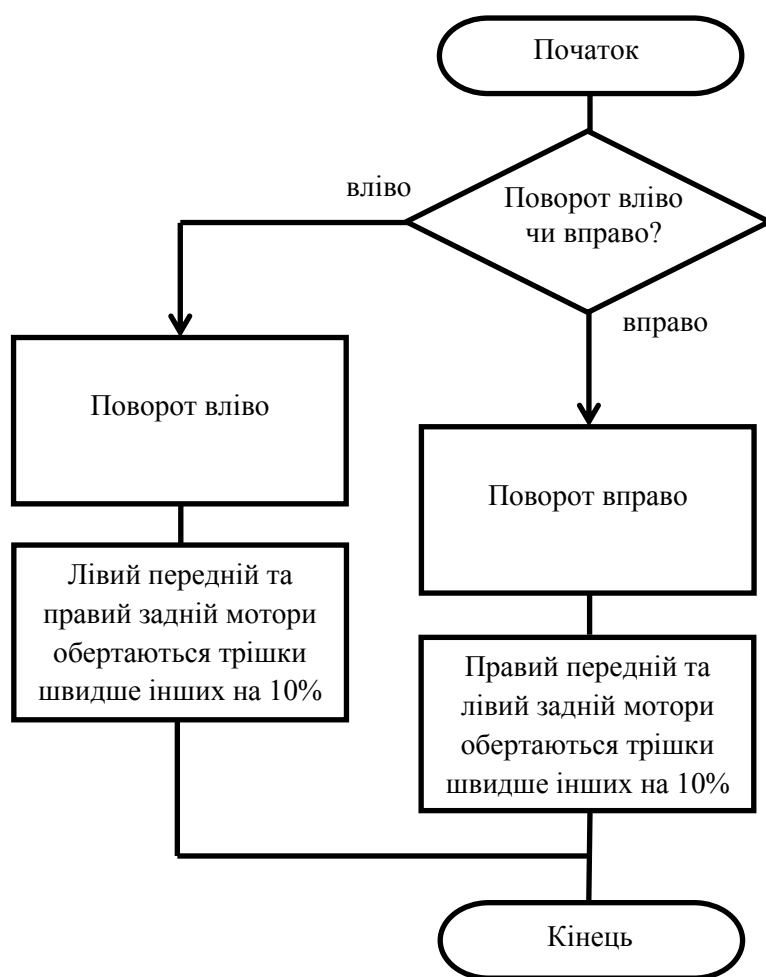 Початок
Поворот вліво
чи вправо?
вліво
вправо
Поворот вліво
Лівий передній та
правий задній мотори
обертаються трішки
швидше інших на 10%
Поворот вправо
Правий передній та
лівий задній мотори
обертаються трішки
швидше інших на 10%
Кінець